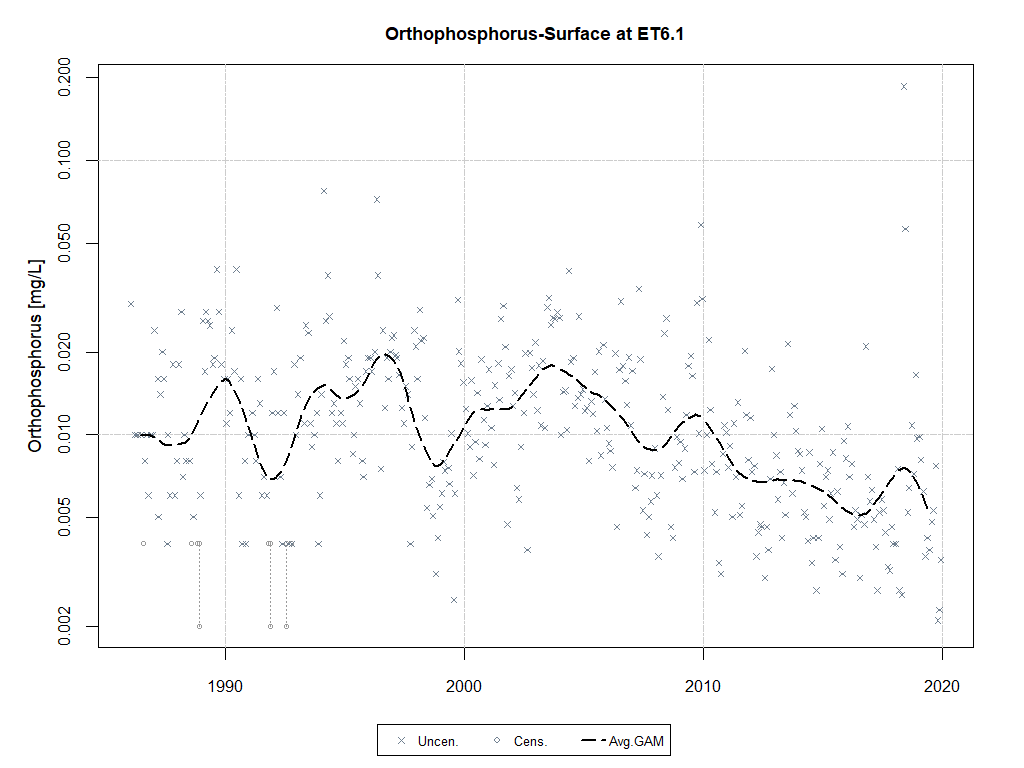 Orthophosphorus-Surface at ET6.1
Orthophosphorus [mg/L]
0.200
0.100
0.050
0.020
0.010
0.005
0.002
1990
2000
2010
2020
Uncen.
Cens.
Avg.GAM